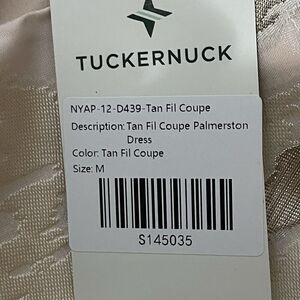 TUCKERNUCK
NYAP-12-D439-Tan Fil Coupe
Description: Tan Fil Coupe Palmerston
Dress
Color: Tan Fil Coupe
Size: M
S145035